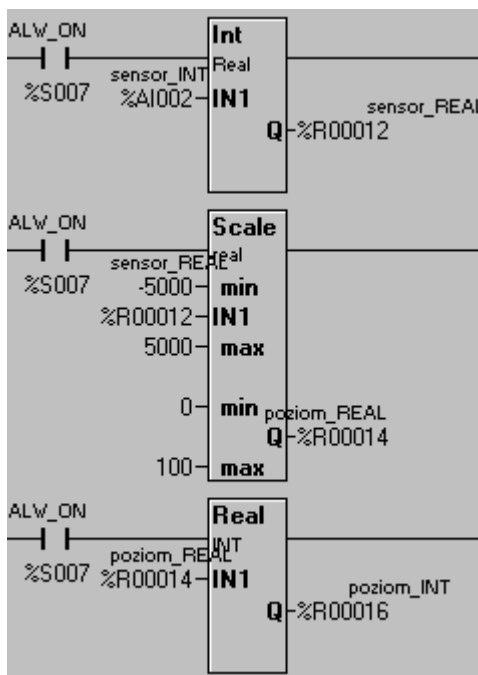 ALW_ON
Int
Real
sensor_INT
%S007 %AI002 IN1
sensor_REAL
Q %R00012
ALW_ON
Scale
real
sensor_REAL
%S007 -5000 min
%R00012 IN1
5000 max
0 min poziom_REAL
Q %R00014
100 max
ALW_ON
Real
INT
poziom_REAL
%S007 %R00014 IN1
poziom_INT
Q %R00016